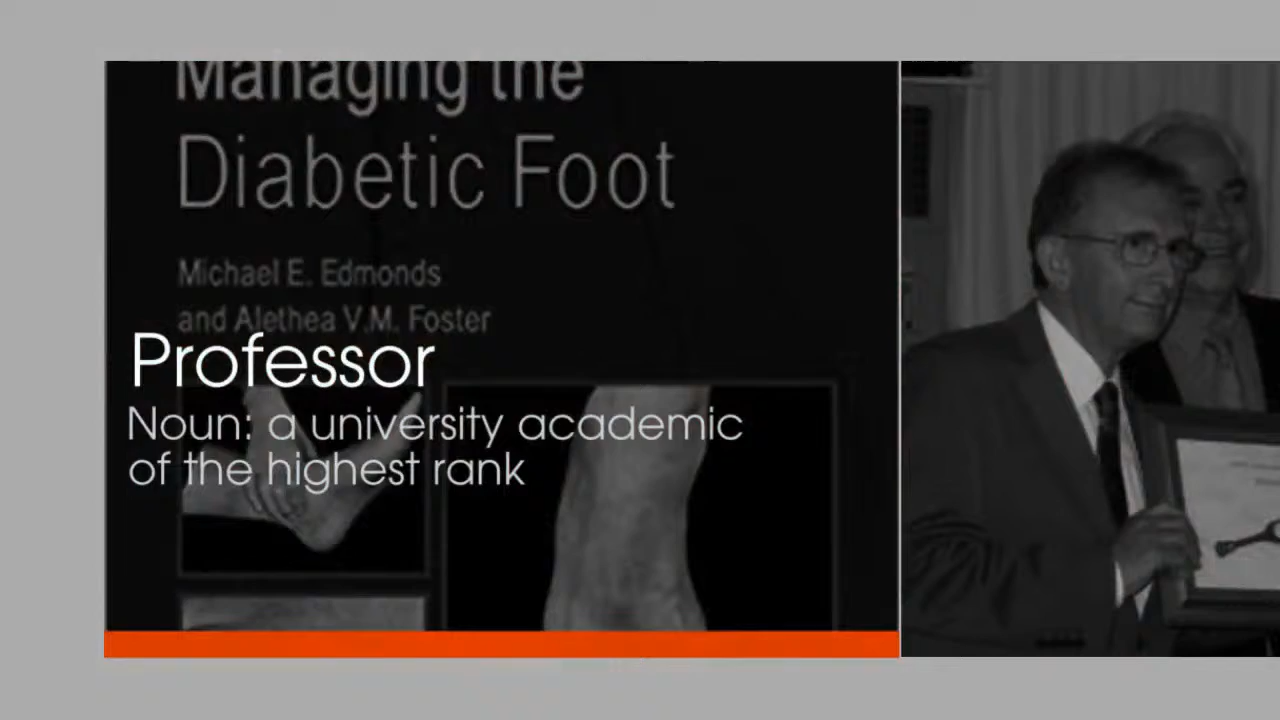 Managing the
Diabetic Foot
Michael E. Edmonds
and Alethea V.M. Foster
Professor
Noun: a university academic
of the highest rank